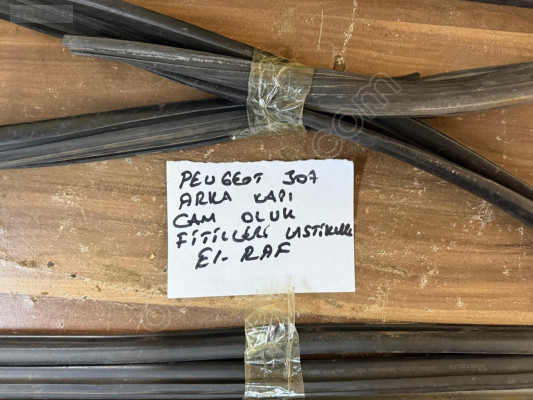 PEUGEOT 307
ARKA KAPI
CAM OLUK
FİTİLLERİ LASTİKLERİ
E1- RAF